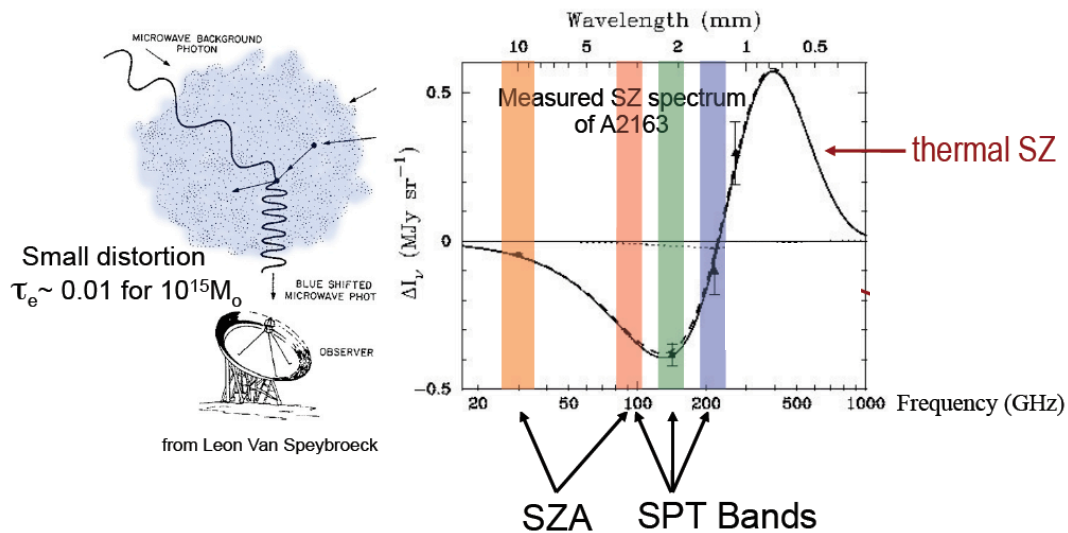 MICROWAVE BACKGROUND
PHOTON
Small distortion
τe~ 0.01 for 10¹⁵Mo
BLUE SHIFTED
MICROWAVE PHOT
OBSERVER
from Leon Van Speybroeck
Wavelength (mm)
10 5 2 1 0.5
Measured SZ spectrum
of A2163
thermal SZ
ΔIν (MJy sr⁻¹)
0.5
0
−0.5
20 50 100 200 500 1000
Frequency (GHz)
SZA
SPT Bands